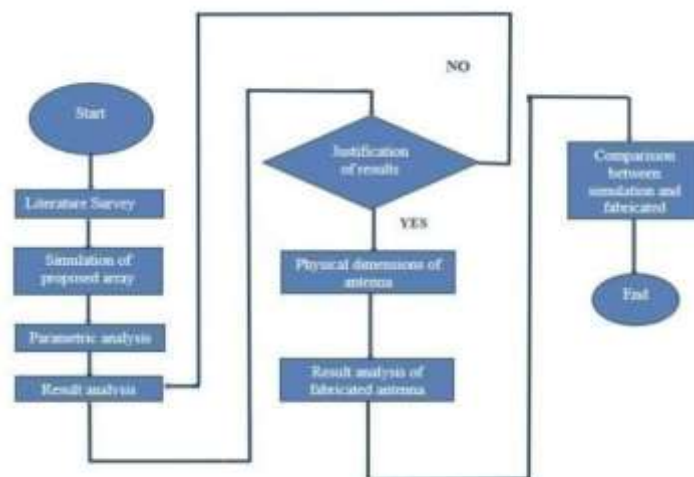 Start
Literature Survey
Simulation of
proposed array
Parametric analysis
Result analysis
NO
Justification
of results
YES
Physical dimensions of
antenna
Result analysis of
fabricated antenna
Comparision
between
simulation and
fabricated
End